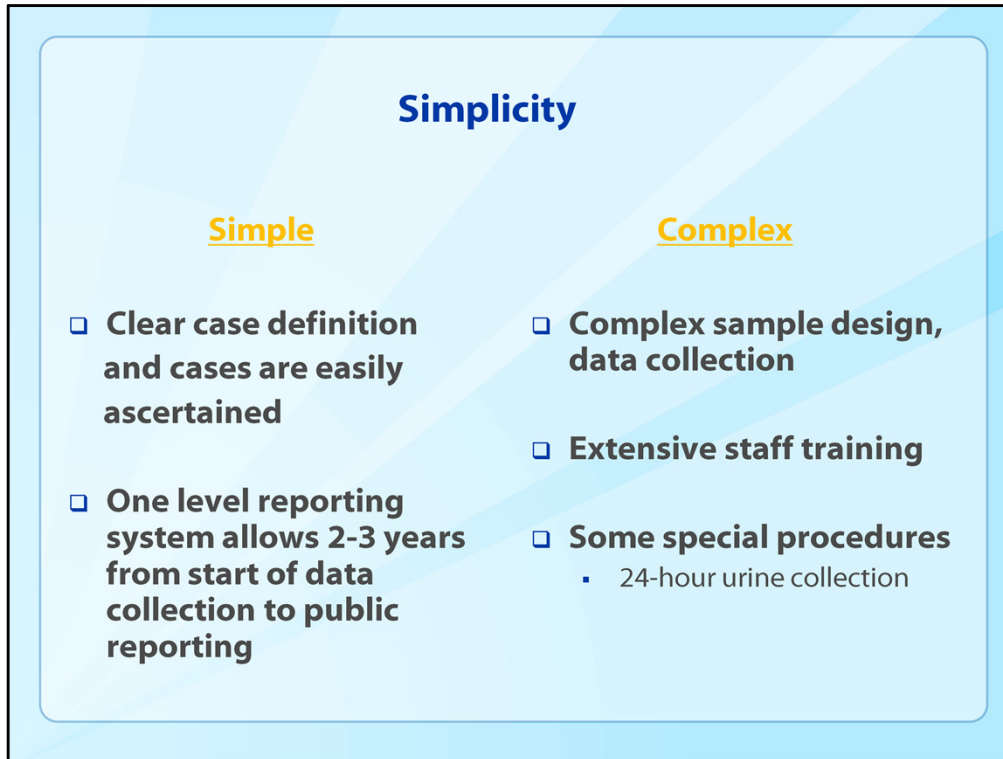 Simplicity
Simple
❑ Clear case definition
and cases are easily
ascertained
❑ One level reporting
system allows 2-3 years
from start of data
collection to public
reporting
Complex
❑ Complex sample design,
data collection
❑ Extensive staff training
❑ Some special procedures
▪ 24-hour urine collection